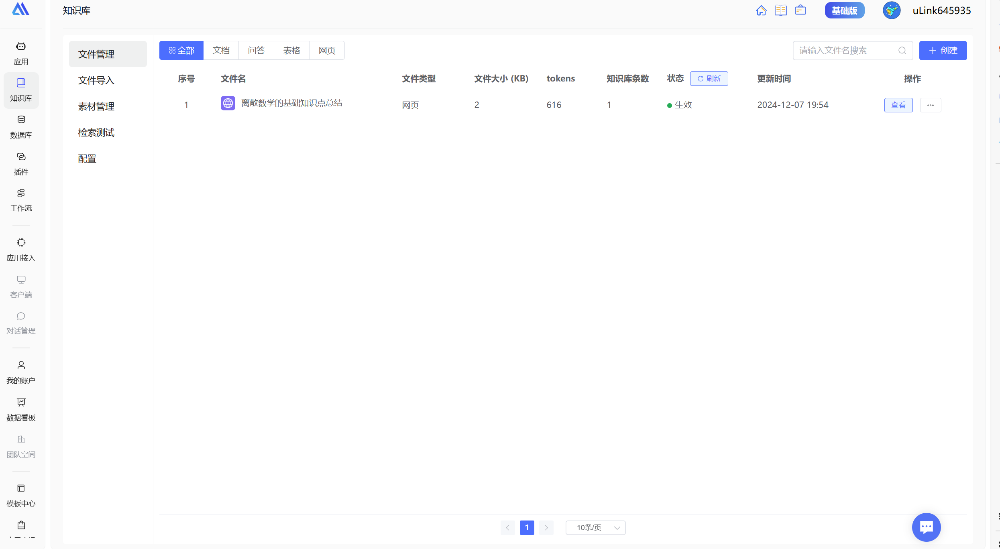 知识库
基础版
uLink645935
应用
知识库
数据库
插件
工作流
应用接入
客户端
对话管理
我的账户
数据看板
团队空间
模板中心
文件管理
文件导入
素材管理
检索测试
配置
全部 文档 问答 表格 网页
请输入文件名搜索
创建
序号 文件名 文件类型 文件大小 (KB) tokens 知识库条数 状态 刷新 更新时间 操作
1 离散数学的基础知识点总结 网页 2 616 1 生效 2024-12-07 19:54 查看
1 10条/页